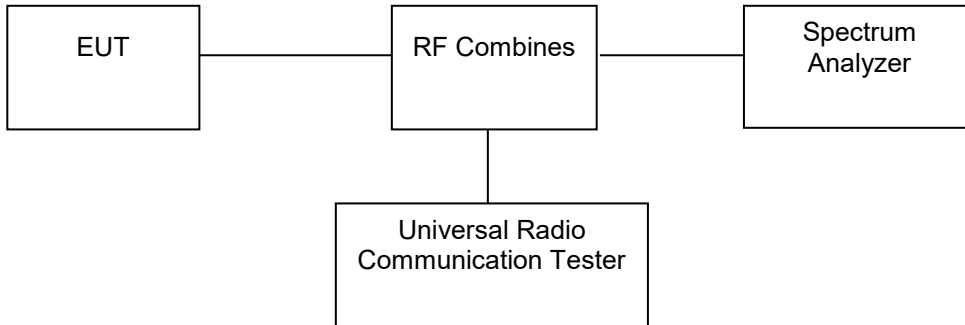 EUT
RF Combines
Spectrum
Analyzer
Universal Radio
Communication Tester